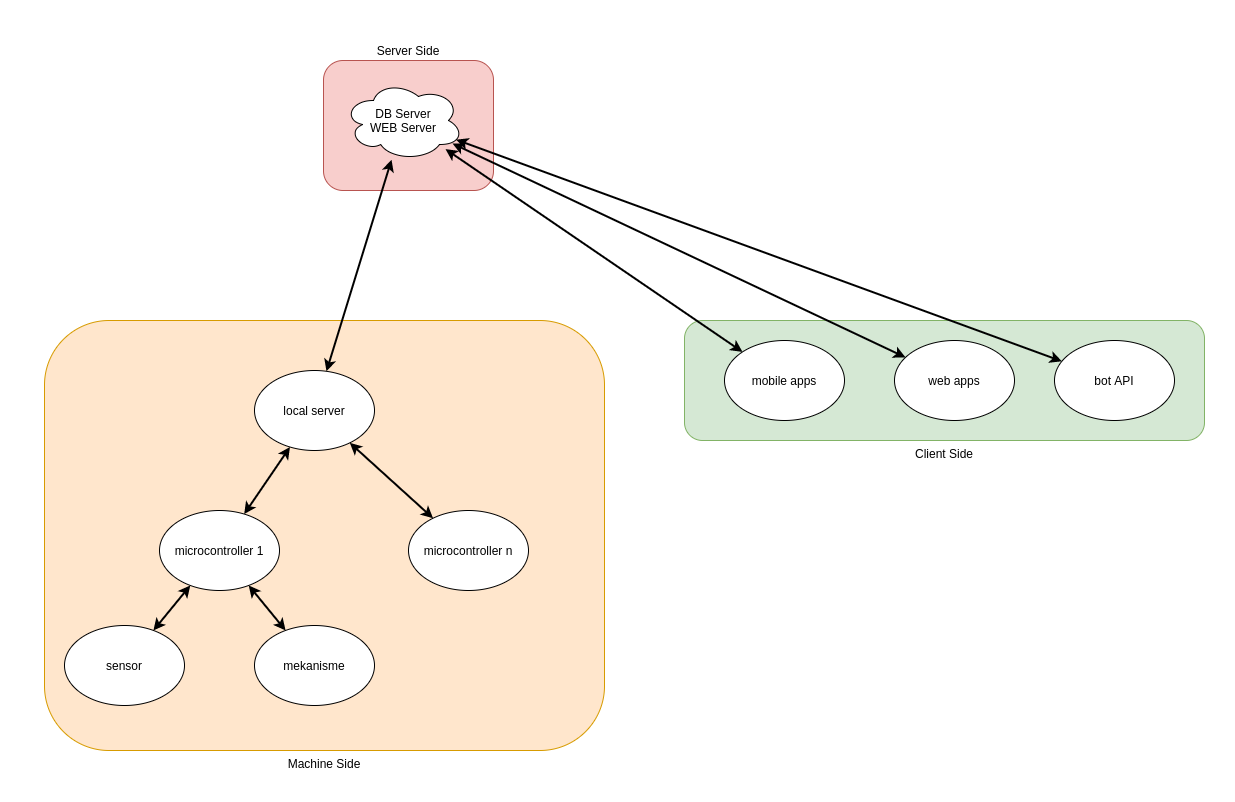 Server Side
DB Server
WEB Server
mobile apps
web apps
bot API
Client Side
local server
microcontroller 1
microcontroller n
sensor
mekanisme
Machine Side